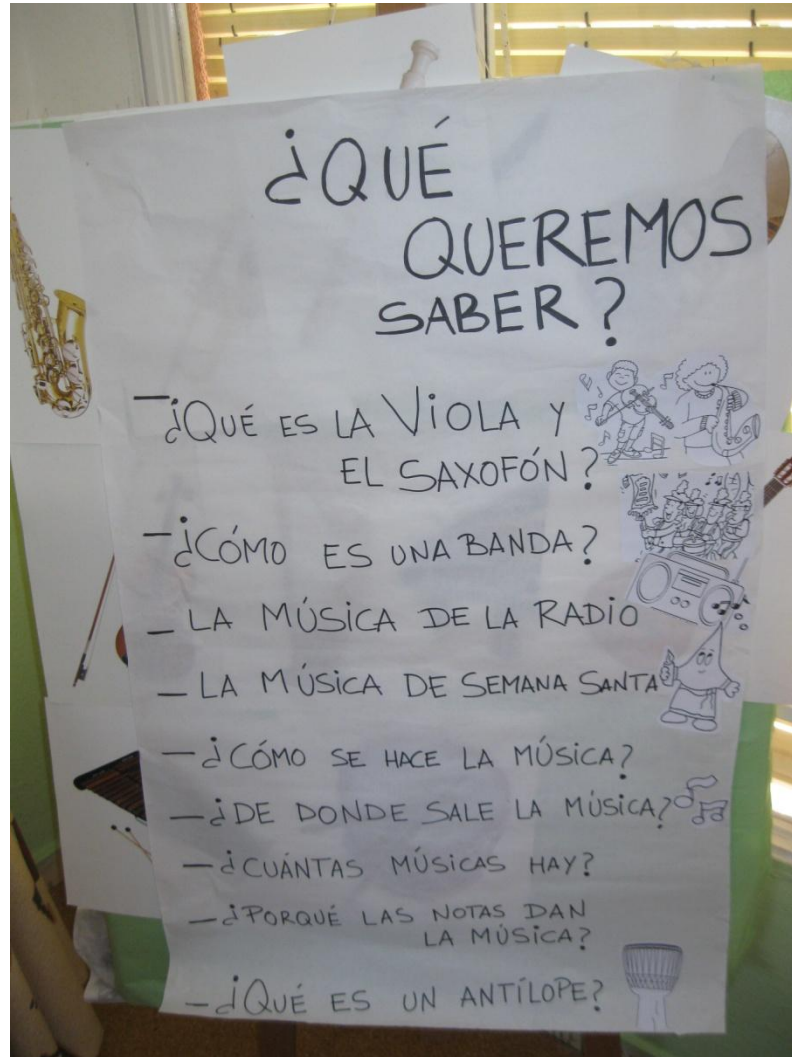 ¿QUÉ
QUEREMOS
SABER?
-¿QUÉ ES LA VIOLA Y
EL SAXOFÓN?
-¿CÓMO ES UNA BANDA?
- LA MÚSICA DE LA RADIO
- LA MÚSICA DE SEMANA SANTA
-¿CÓMO SE HACE LA MÚSICA?
-¿DE DONDE SALE LA MÚSICA?
-¿CUÁNTAS MÚSICAS HAY?
-¿PORQUÉ LAS NOTAS DAN
LA MÚSICA?
-¿QUÉ ES UN ANTÍLOPE?